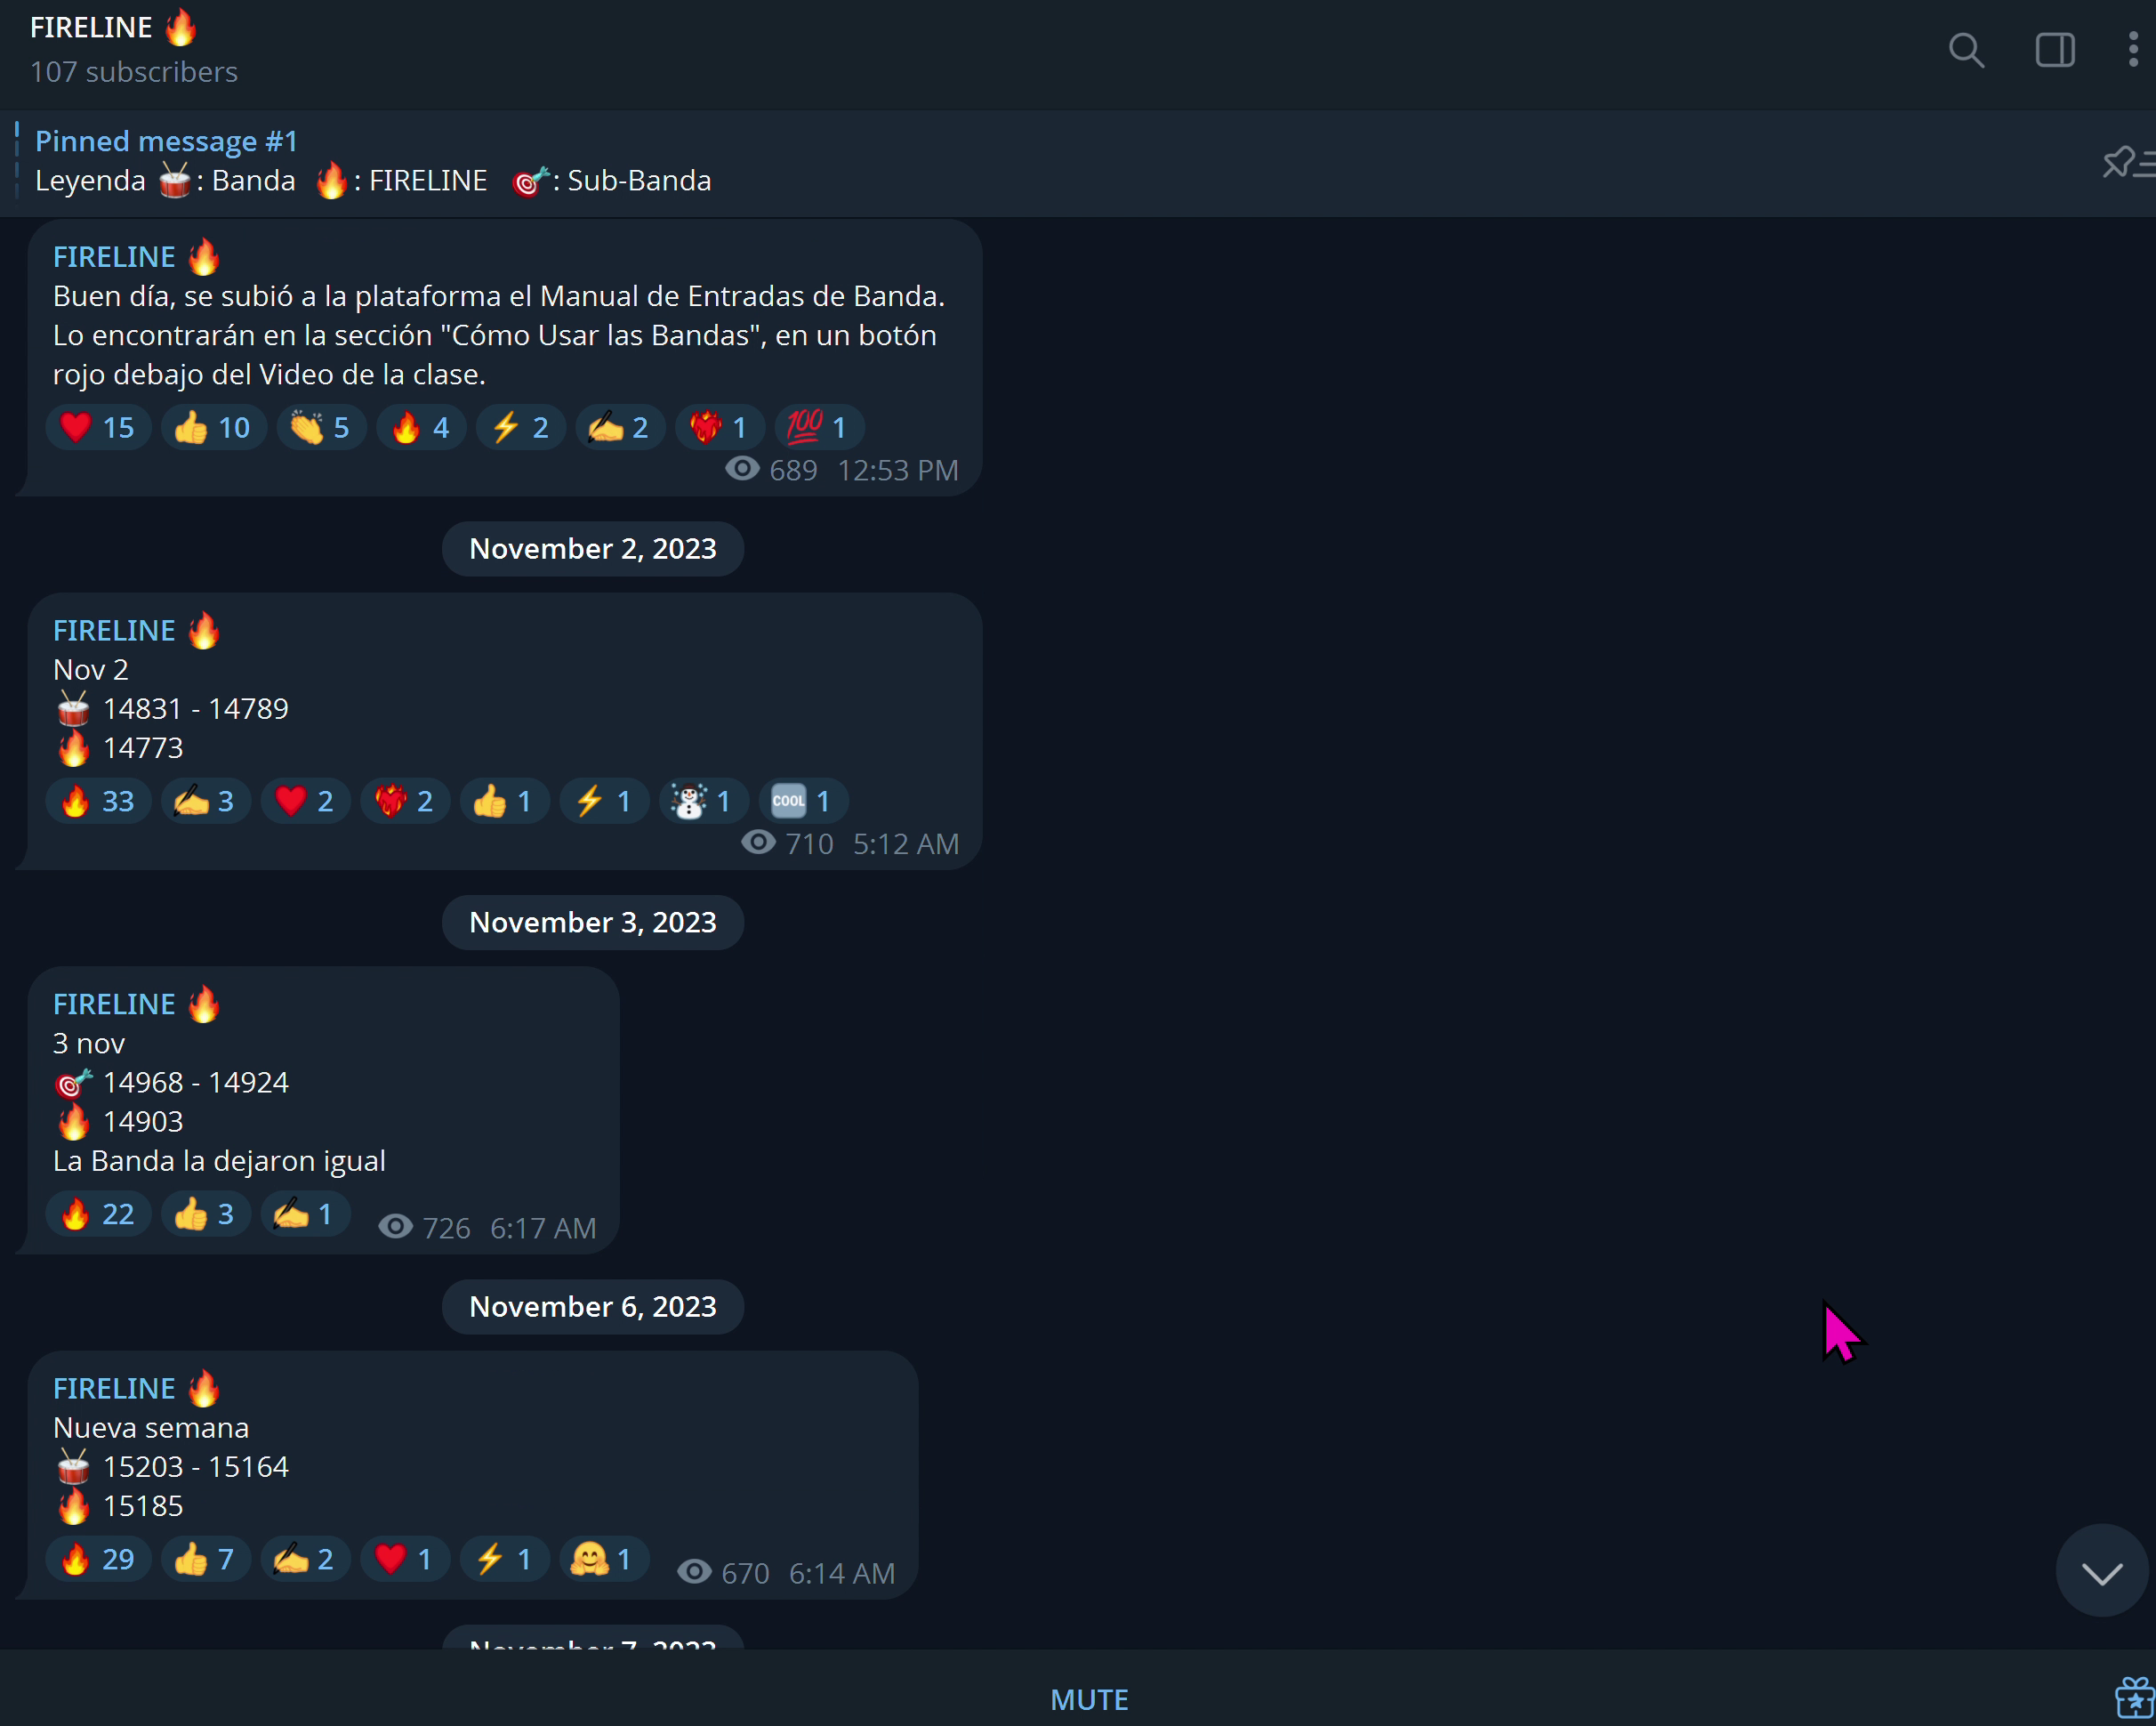 FIRELINE 🔥
107 subscribers
Pinned message #1
Leyenda 🥁: Banda 🔥: FIRELINE 🎯: Sub-Banda
FIRELINE 🔥
Buen día, se subió a la plataforma el Manual de Entradas de Banda.
Lo encontrarán en la sección "Cómo Usar las Bandas", en un botón
rojo debajo del Video de la clase.
❤️ 15 👍 10 👏 5 🔥 4 ⚡ 2 ✍️ 2 ❤️‍🔥 1 💯 1
689 12:53 PM
November 2, 2023
FIRELINE 🔥
Nov 2
🥁 14831 - 14789
🔥 14773
🔥 33 ✍️ 3 ❤️ 2 ❤️‍🔥 2 👍 1 ⚡ 1 ☃️ 1 🆒 1
710 5:12 AM
November 3, 2023
FIRELINE 🔥
3 nov
🎯 14968 - 14924
🔥 14903
La Banda la dejaron igual
🔥 22 👍 3 ✍️ 1 726 6:17 AM
November 6, 2023
FIRELINE 🔥
Nueva semana
🥁 15203 - 15164
🔥 15185
🔥 29 👍 7 ✍️ 2 ❤️ 1 ⚡ 1 🤗 1 670 6:14 AM
November 7, 2023
MUTE